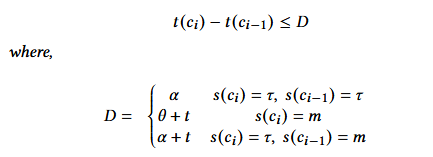 t(c_i) − t(c_{i−1}) ≤ D
where,
D = { α s(c_i) = τ, s(c_{i−1}) = τ
θ + t s(c_i) = m
α + t s(c_i) = τ, s(c_{i−1}) = m